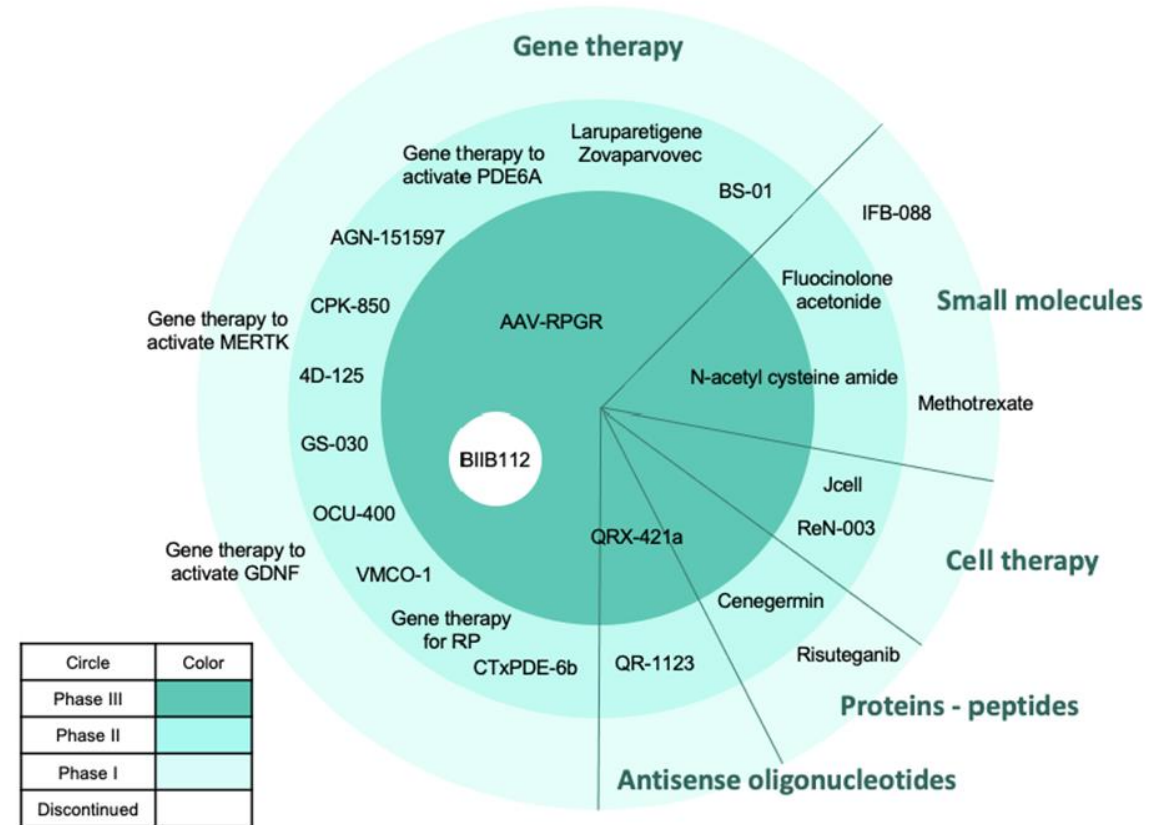 Gene therapy
Laruparetigene
Zovaparvovec
Gene therapy to
activate PDE6A
BS-01
IFB-088
AGN-151597
Fluocinolone
acetonide
Small molecules
CPK-850
Gene therapy to
activate MERTK
AAV-RPGR
4D-125
N-acetyl cysteine amide
Methotrexate
GS-030
BIIB112
Jcell
OCU-400
ReN-003
QRX-421a
Gene therapy to
activate GDNF
Cell therapy
VMCO-1
Cenegermin
Gene therapy
for RP
CTxPDE-6b
QR-1123
Risuteganib
Proteins - peptides
Antisense oligonucleotides
Circle Color
Phase III
Phase II
Phase I
Discontinued